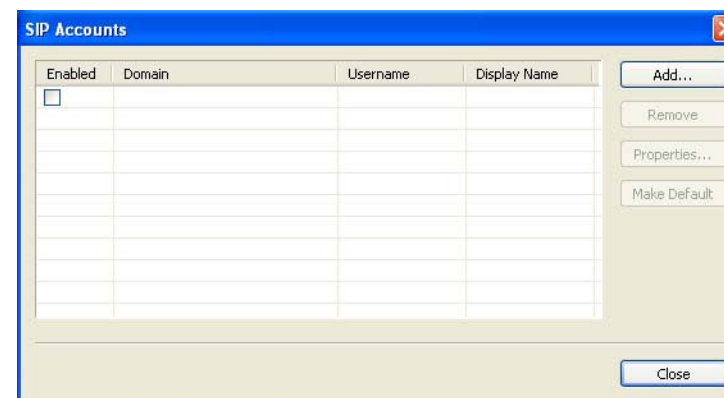 SIP Accounts
Enabled Domain Username Display Name
Add...
Remove
Properties...
Make Default
Close